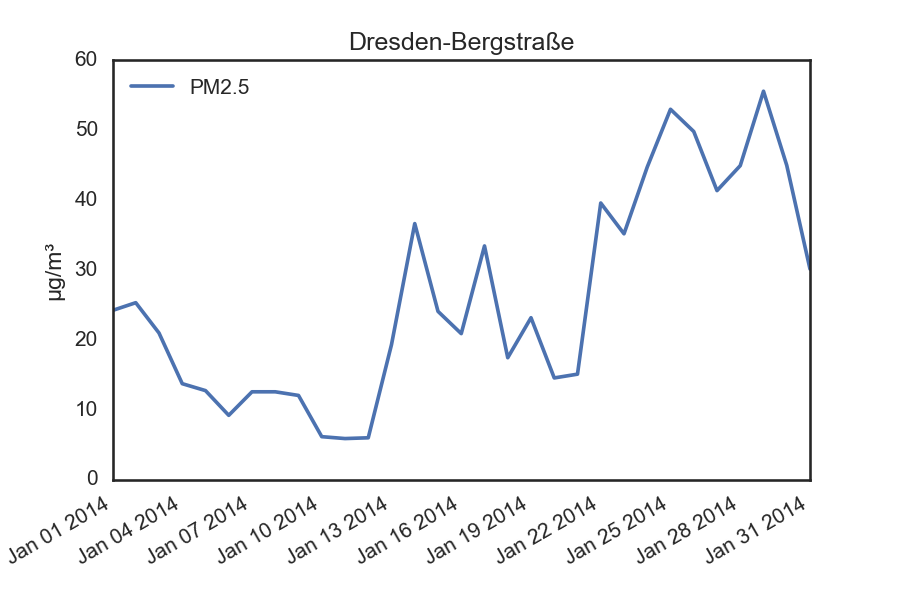 Dresden-Bergstraße
60
50
40
30
20
10
0
µg/m³
PM2.5
Jan 01 2014
Jan 04 2014
Jan 07 2014
Jan 10 2014
Jan 13 2014
Jan 16 2014
Jan 19 2014
Jan 22 2014
Jan 25 2014
Jan 28 2014
Jan 31 2014